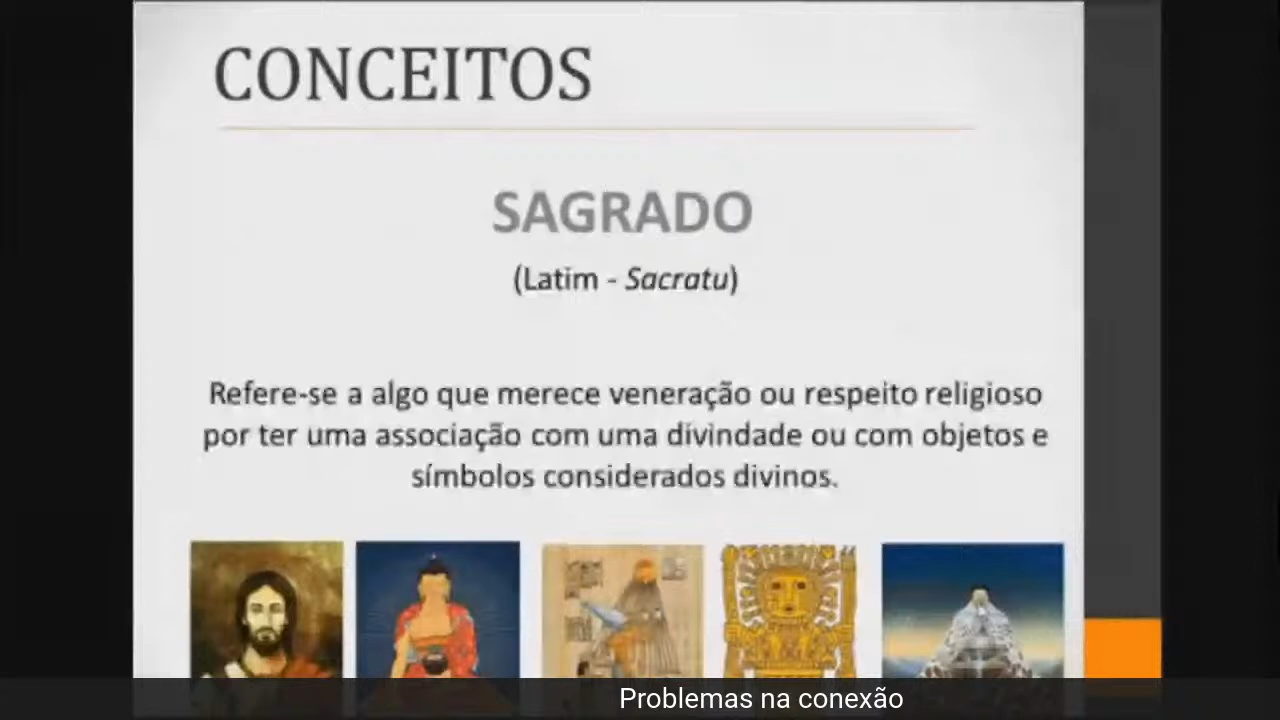 CONCEITOS
SAGRADO
(Latim - Sacratu)
Refere-se a algo que merece veneração ou respeito religioso
por ter uma associação com uma divindade ou com objetos e
símbolos considerados divinos.
Problemas na conexão